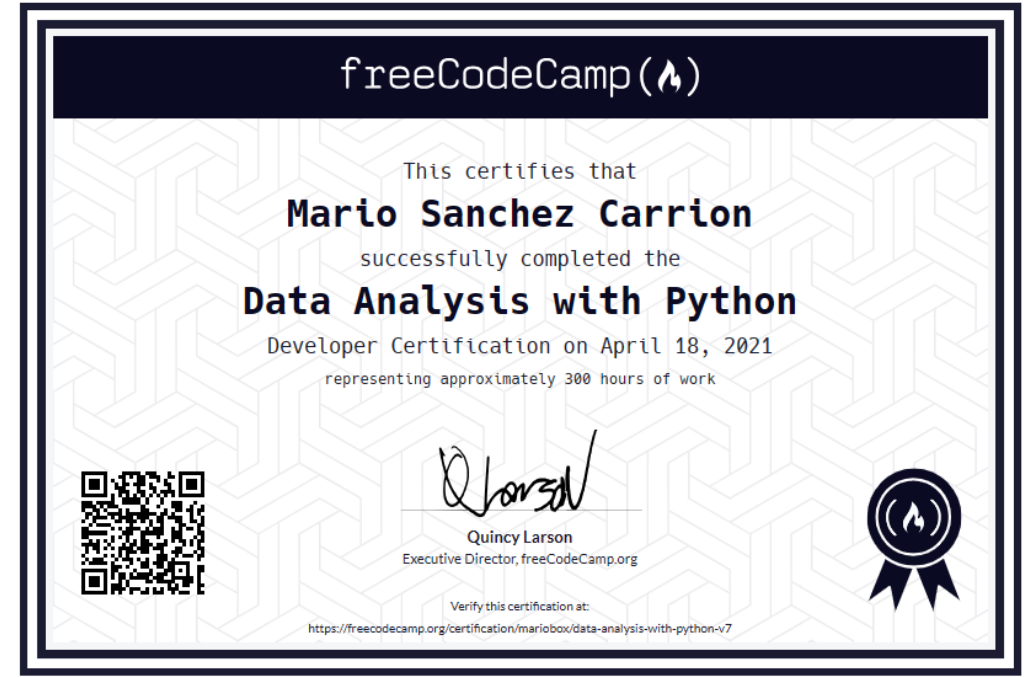 freeCodeCamp
This certifies that
Mario Sanchez Carrion
successfully completed the
Data Analysis with Python
Developer Certification on April 18, 2021
representing approximately 300 hours of work
Q Larson
Quincy Larson
Executive Director, freeCodeCamp.org
Verify this certification at:
https://freecodecamp.org/certification/mariobox/data-analysis-with-python-v7